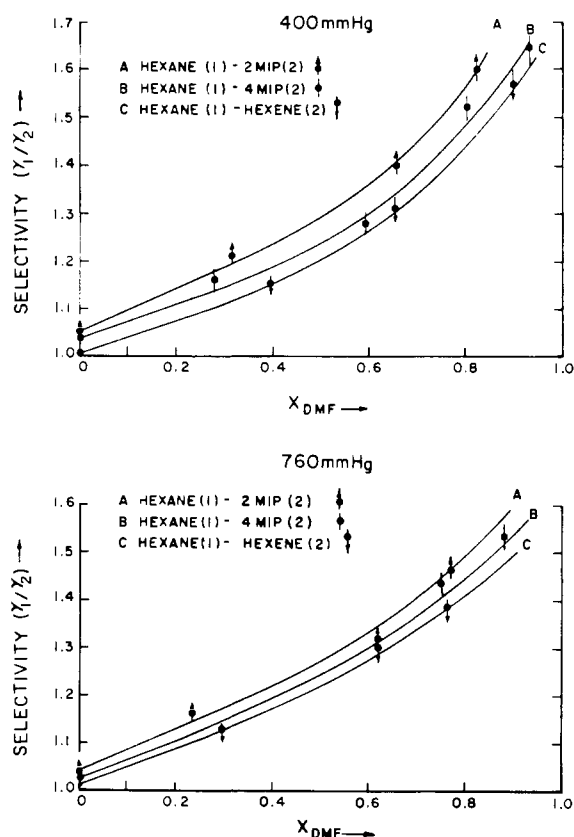 400mmHg
A HEXANE (1) - 2MIP(2)
B HEXANE (1) - 4MIP(2)
C HEXANE (1) - HEXENE(2)
A
B
C
SELECTIVITY (γ1/γ2) →
1.7
1.6
1.5
1.4
1.3
1.2
1.1
1.0
0 0.2 0.4 0.6 0.8 1.0
XDMF →
760mmHg
A HEXANE(1) - 2MIP(2)
B HEXANE(1) - 4MIP(2)
C HEXANE(1) - HEXENE(2)
A
B
C
SELECTIVITY (γ1/γ2) →
1.6
1.5
1.4
1.3
1.2
1.1
1.0
0 0.2 0.4 0.6 0.8 1.0
XDMF →